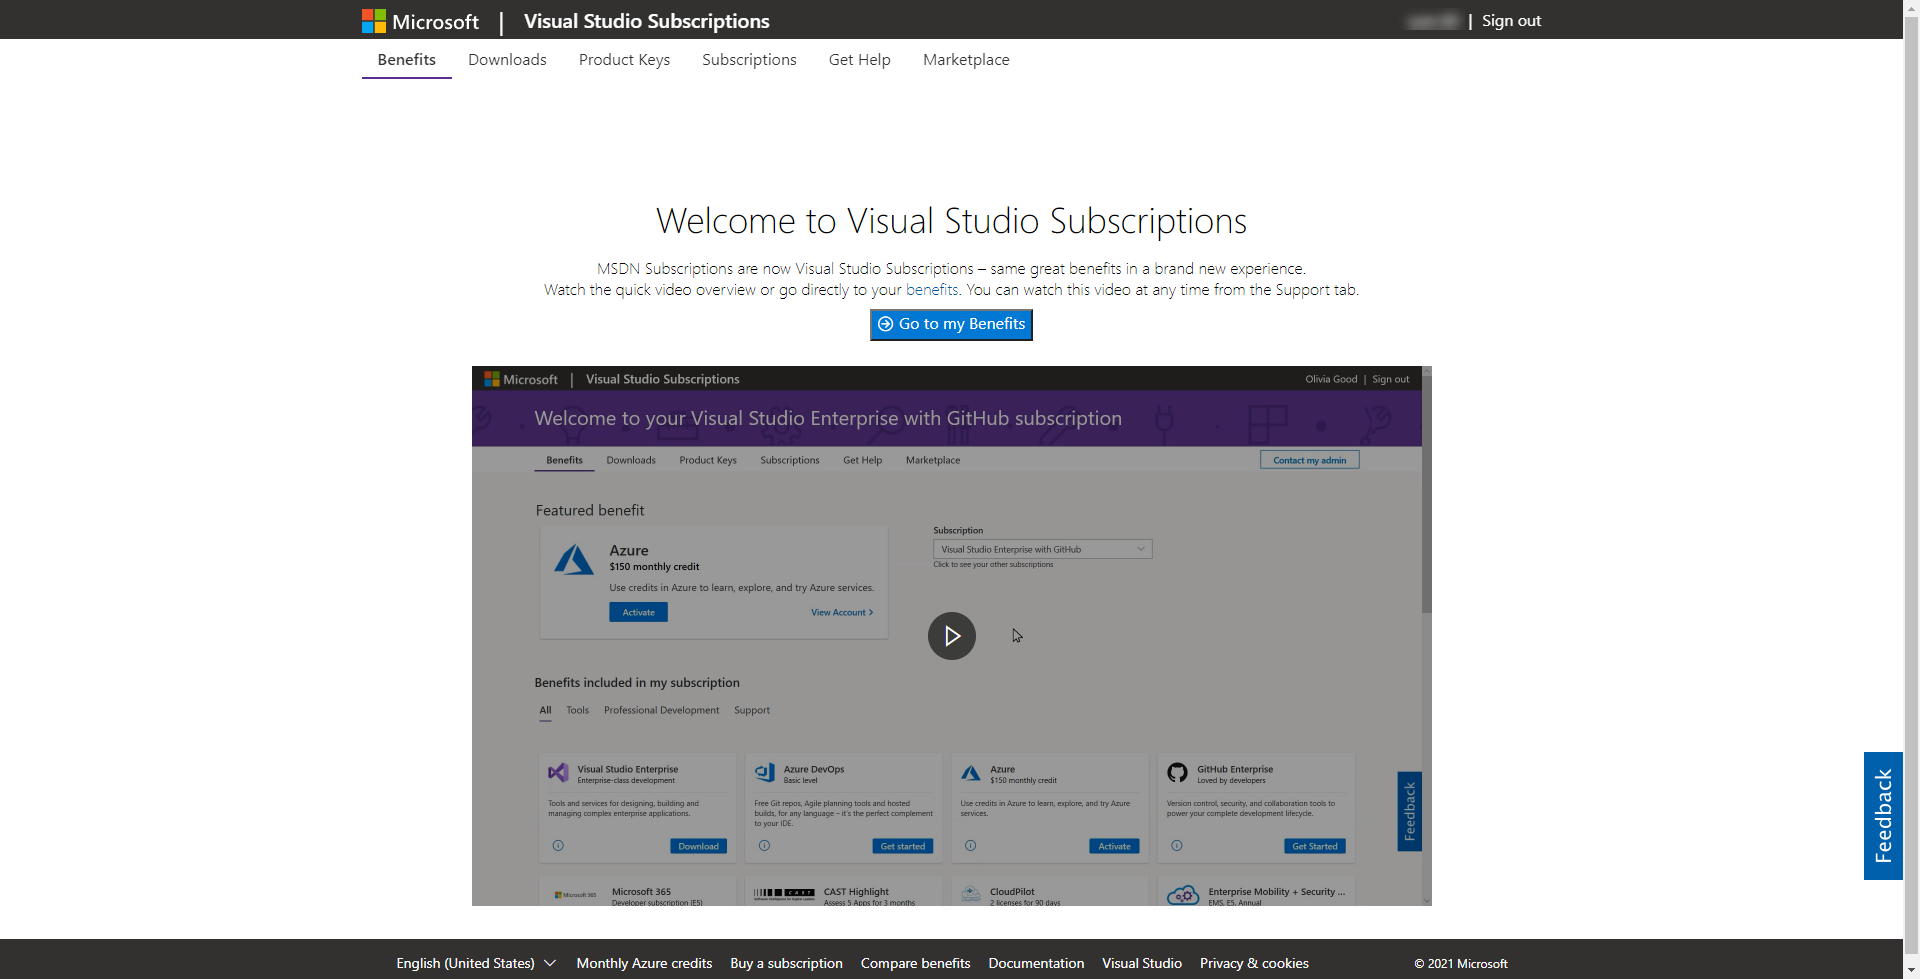 Microsoft | Visual Studio Subscriptions
| Sign out
Benefits Downloads Product Keys Subscriptions Get Help Marketplace
Welcome to Visual Studio Subscriptions
MSDN Subscriptions are now Visual Studio Subscriptions – same great benefits in a brand new experience.
Watch the quick video overview or go directly to your benefits. You can watch this video at any time from the Support tab.
Go to my Benefits
Microsoft | Visual Studio Subscriptions Olivia Good | Sign out
Welcome to your Visual Studio Enterprise with GitHub subscription
Benefits Downloads Product Keys Subscriptions Get Help Marketplace Contact my admin
Featured benefit
Azure
$150 monthly credit
Use credits in Azure to learn, explore, and try Azure services.
Activate View Account >
Subscription
Visual Studio Enterprise with GitHub
Click to see your other subscriptions
Benefits included in my subscription
All Tools Professional Development Support
Visual Studio Enterprise
Enterprise-class development
Tools and services for designing, building and
managing complex enterprise applications.
Download
Azure DevOps
Basic level
Free Git repos, Agile planning tools and hosted
builds, for any language – it's the perfect complement
to your IDE.
Get started
Azure
$150 monthly credit
Use credits in Azure to learn, explore, and try Azure
services.
Activate
GitHub Enterprise
Loved by developers
Version control, security, and collaboration tools to
power your complete development lifecycle.
Get Started
Feedback
Microsoft 365
Microsoft 365
Developer subscription (E5)
CAST
CAST Highlight
Assess 5 Apps for 3 months
CloudPilot
2 licenses for 90 days
Enterprise Mobility + Security ...
EMS, E5, Annual
Feedback
English (United States) Monthly Azure credits Buy a subscription Compare benefits Documentation Visual Studio Privacy & cookies © 2021 Microsoft